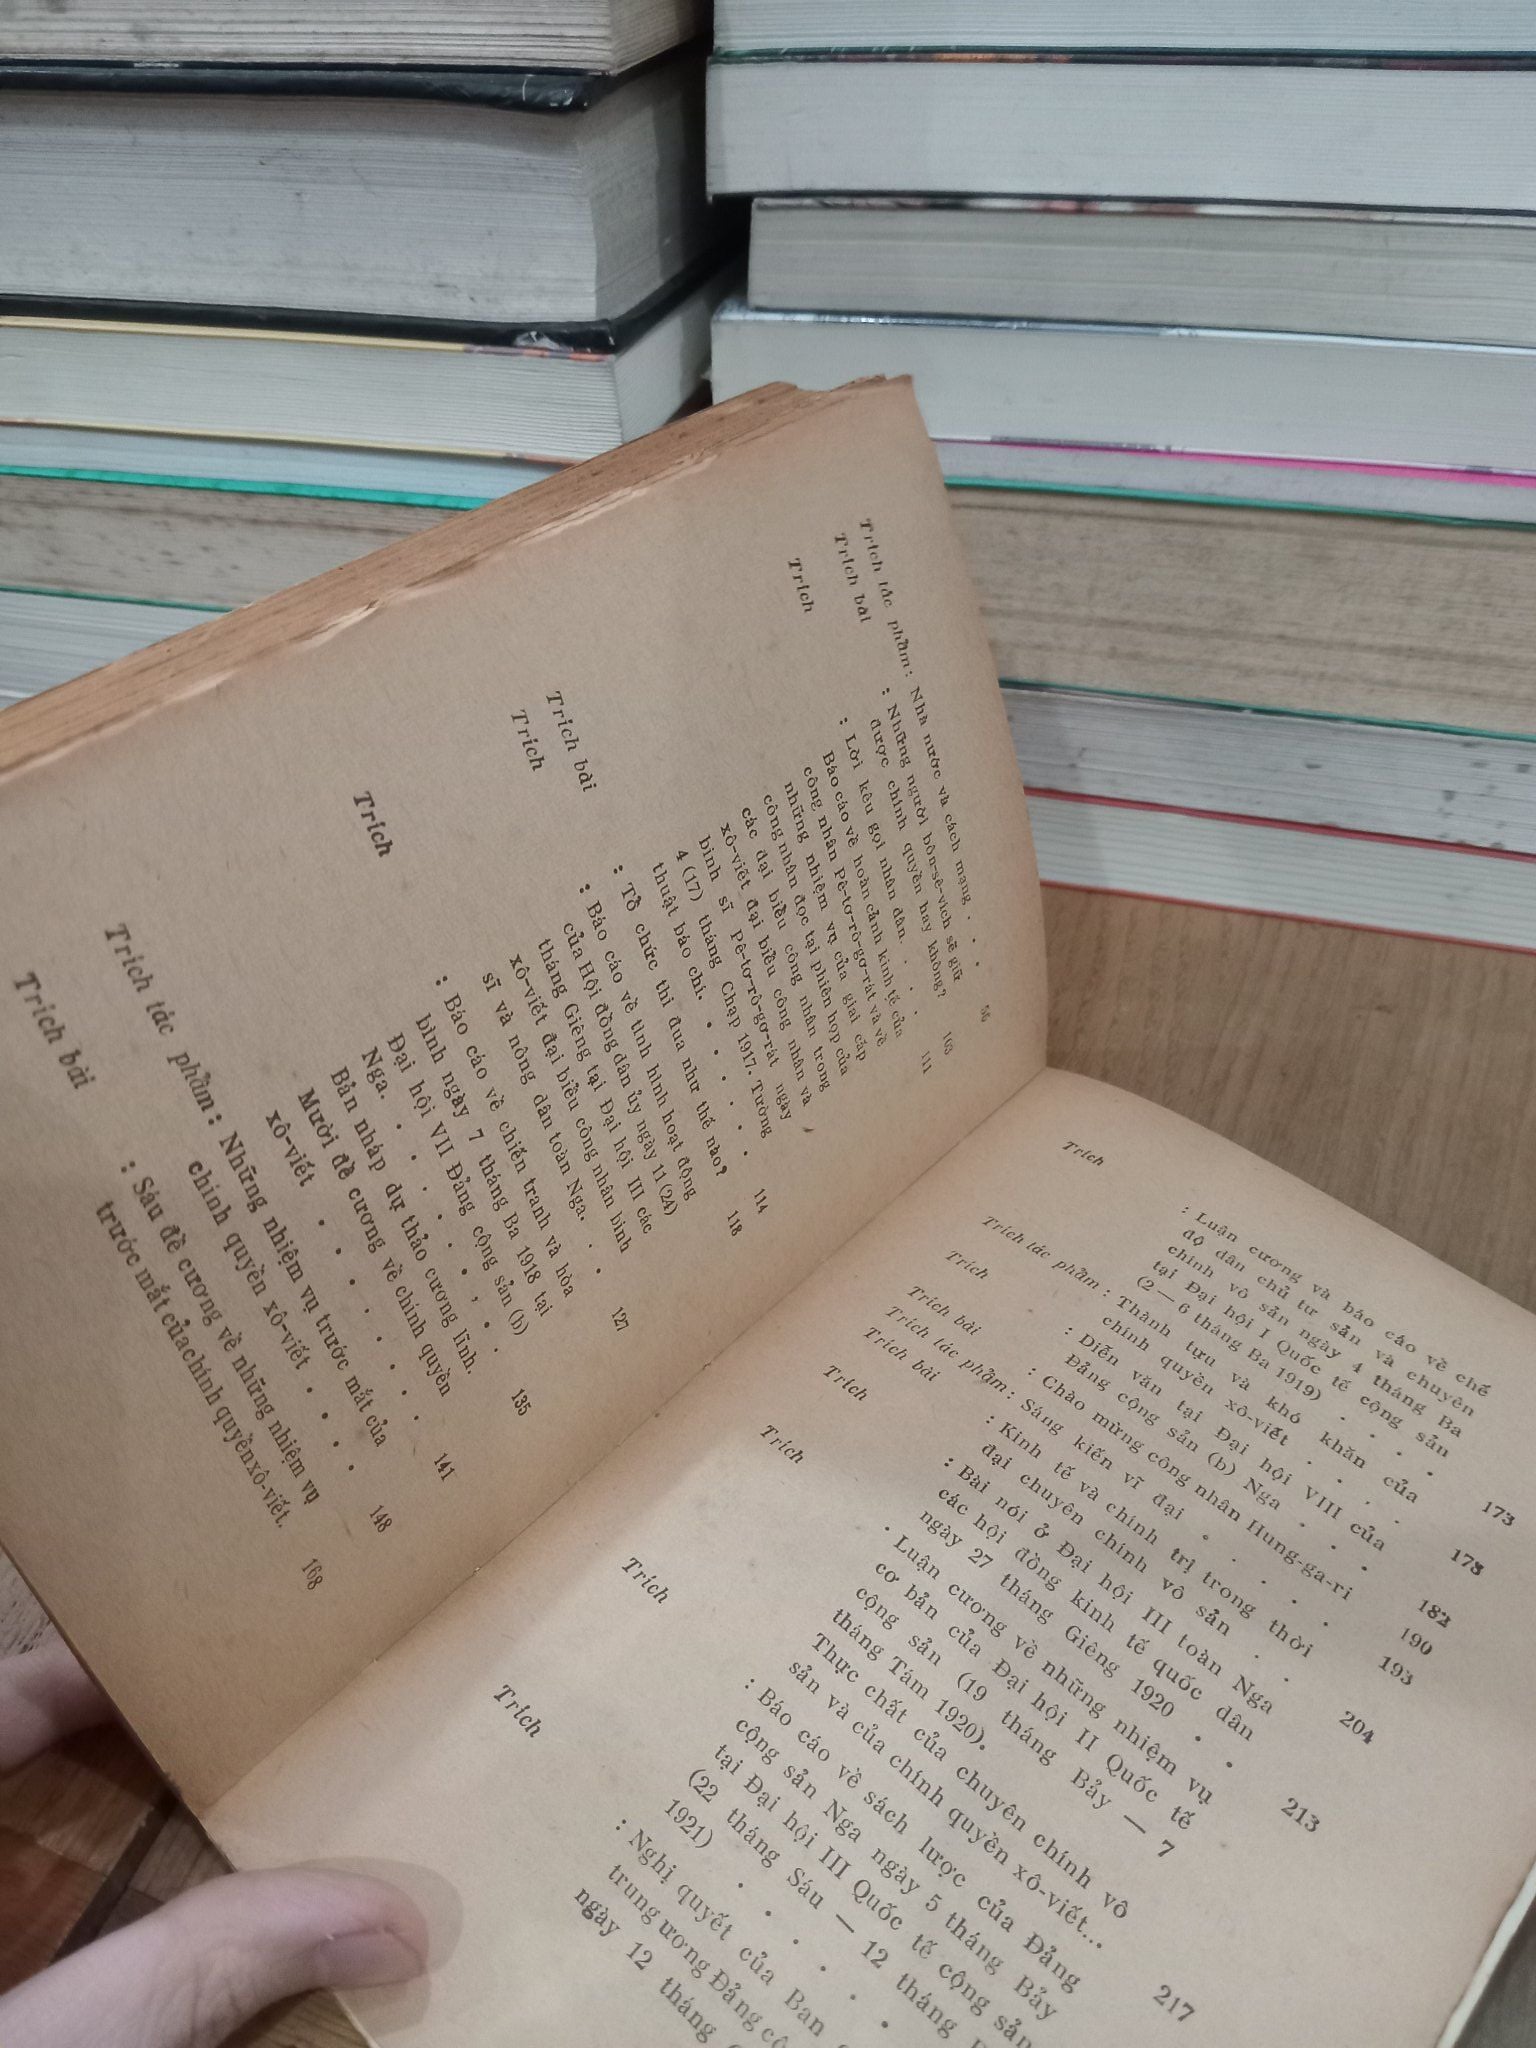 Trích tác phẩm: Nhà nước và cách mạng . .
Trích bài : Những người bôn-sê-vích sẽ giữ
được chính quyền hay không? 103
Trích : Lời kêu gọi nhân dân. . . 111
Báo cáo về hoàn cảnh kinh tế của
công nhân Pê-tơ-rô-gơ-rát và về
những nhiệm vụ của giai cấp
công nhân đọc tại phiên họp của
các đại biểu công nhân trong
xô-viết đại biểu công nhân và
binh sĩ Pê-tơ-rô-gơ-rát ngày
4 (17) tháng Chạp 1917. Tường
thuật báo chí. . . . . . 114
Trích bài : Tổ chức thi đua như thế nào? 118
Trích : Báo cáo về tình hình hoạt động
của Hội đồng dân ủy ngày 11 (24)
tháng Giêng tại Đại hội III các
xô-viết đại biểu công nhân binh
sĩ và nông dân toàn Nga. . . 127
Trích : Báo cáo về chiến tranh và hòa
bình ngày 7 tháng Ba 1918 tại
Đại hội VII Đảng cộng sản (b)
Nga. . . . . . . . 135
Bản nháp dự thảo cương lĩnh.
Mười đề cương về chính quyền
xô-viết . . . . . . 141
Trích tác phẩm: Những nhiệm vụ trước mắt của
chính quyền xô-viết . . . . 148
Trích bài : Sáu đề cương về những nhiệm vụ
trước mắt của chính quyền xô-viết. 168
Trích : Luận cương và báo cáo về chế
độ dân chủ tư sản và chuyên
chính vô sản ngày 4 tháng Ba
tại Đại hội I Quốc tế cộng sản
(2 — 6 tháng Ba 1919) . . . . 173
Trích tác phẩm : Thành tựu và khó khăn của
chính quyền xô-viết . . . . 178
Trích : Diễn văn tại Đại hội VIII của
Đảng cộng sản (b) Nga . . . 182
Trích bài : Chào mừng công nhân Hung-ga-ri 190
Trích tác phẩm : Sáng kiến vĩ đại . . . . . 193
Trích bài : Kinh tế và chính trị trong thời
đại chuyên chính vô sản . . 204
Trích : Bài nói ở Đại hội III toàn Nga
các hội đồng kinh tế quốc dân
ngày 27 tháng Giêng 1920 . . 213
Trích . Luận cương về những nhiệm vụ
cơ bản của Đại hội II Quốc tế
cộng sản (19 tháng Bảy — 7
tháng Tám 1920).
Trích Thực chất của chuyên chính vô
sản và của chính quyền xô-viết... 217
Trích : Báo cáo về sách lược của Đảng
cộng sản Nga ngày 5 tháng Bảy
tại Đại hội III Quốc tế cộng sản
(22 tháng Sáu — 12 tháng
1921) . . . . .
Trích : Nghị quyết của Ban
trung ương Đảng
ngày 12 tháng